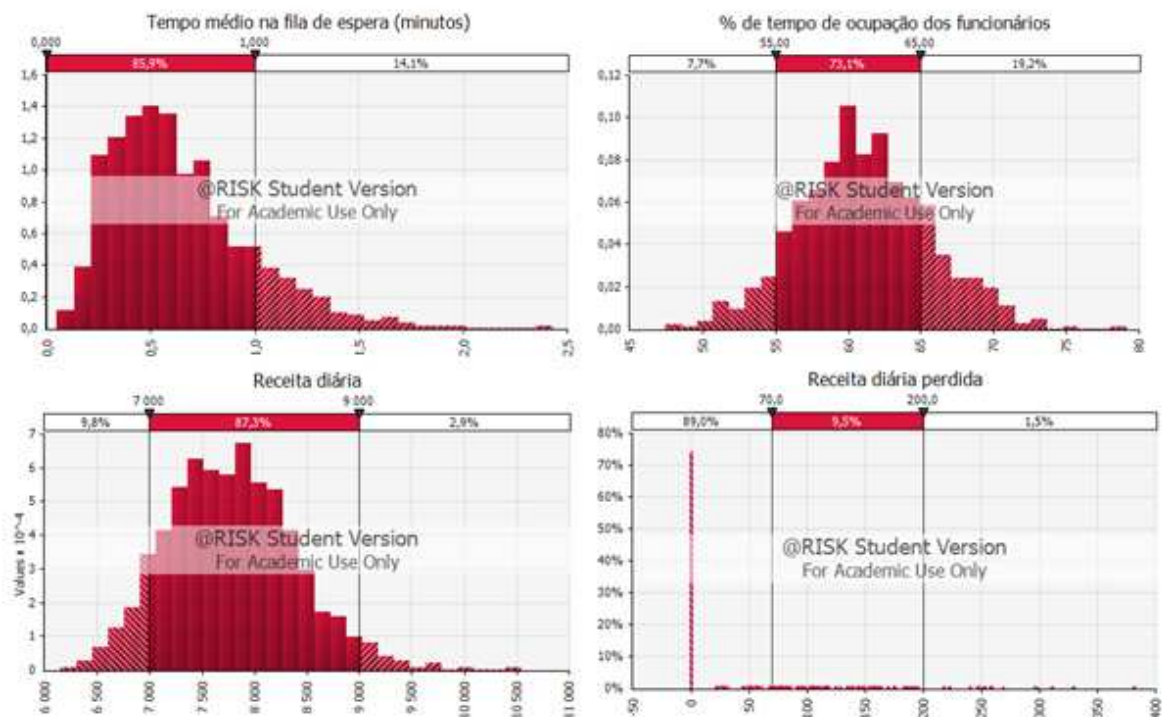 Tempo médio na fila de espera (minutos)
0,000 1,000
85,9% 14,1%
1,6
1,4
1,2
1,0
0,8
0,6
0,4
0,2
0,0
@RISK Student Version
For Academic Use Only
0,0 0,5 1,0 1,5 2,0 2,5
% de tempo de ocupação dos funcionários
55,00 65,00
7,7% 73,1% 19,2%
0,12
0,10
0,08
0,06
0,04
0,02
0,00
@RISK Student Version
For Academic Use Only
45 50 55 60 65 70 75 80
Receita diária
7 000 9 000
9,8% 87,3% 2,9%
7
6
5
4
3
2
1
0
Values x 10^-4
@RISK Student Version
For Academic Use Only
6 000 6 500 7 000 7 500 8 000 8 500 9 000 9 500 10 000 10 500 11 000
Receita diária perdida
70,0 200,0
89,0% 9,5% 1,5%
80%
70%
60%
50%
40%
30%
20%
10%
0%
@RISK Student Version
For Academic Use Only
-50 0 50 100 150 200 250 300 350 400